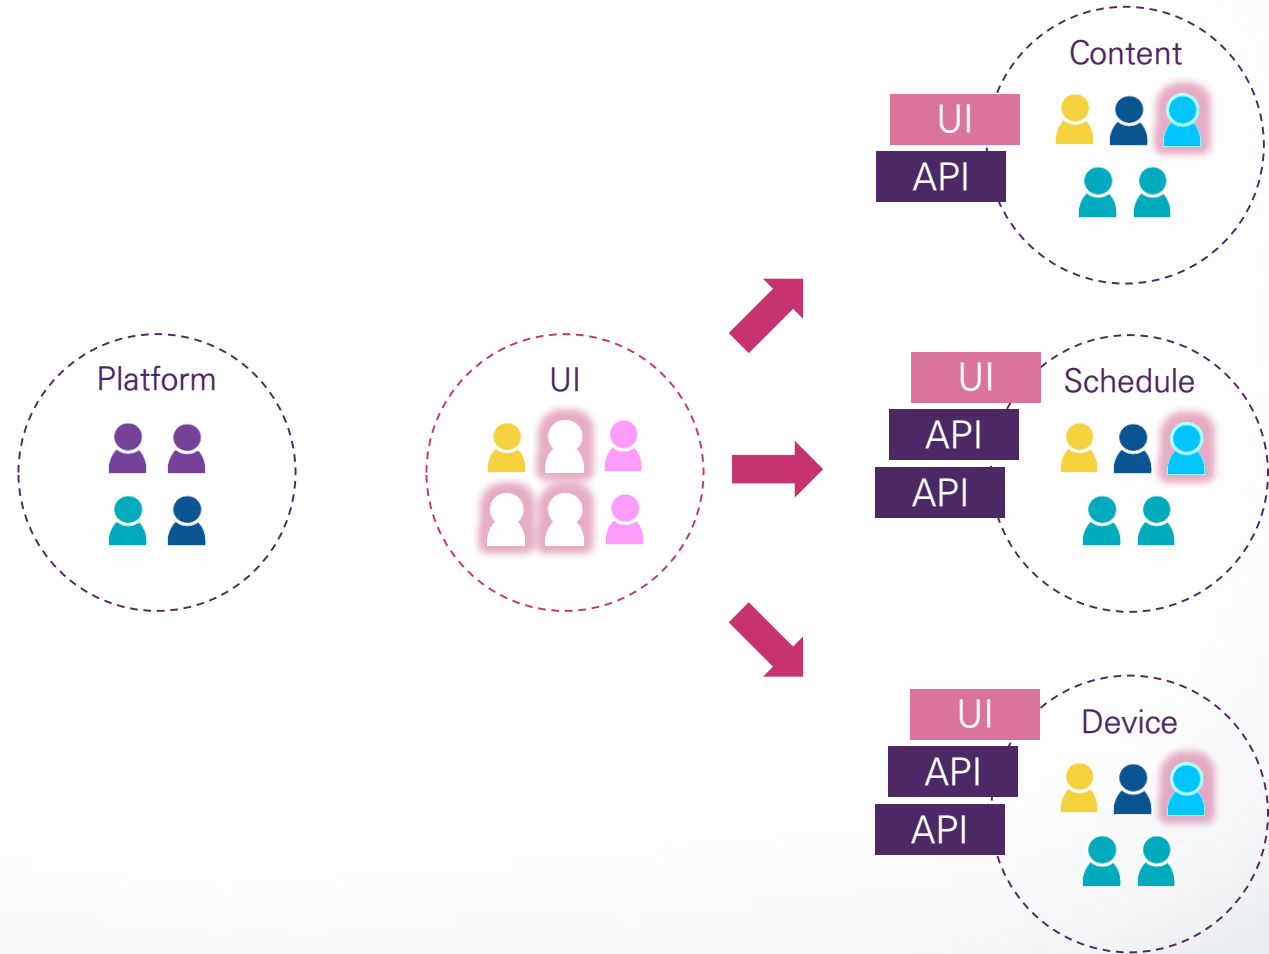 Platform
UI
Content
UI
API
Schedule
UI
API
API
Device
UI
API
API